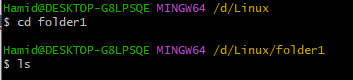 Hamid@DESKTOP-G8LPSQE MINGW64 /d/Linux
$ cd folder1
Hamid@DESKTOP-G8LPSQE MINGW64 /d/Linux/folder1
$ ls